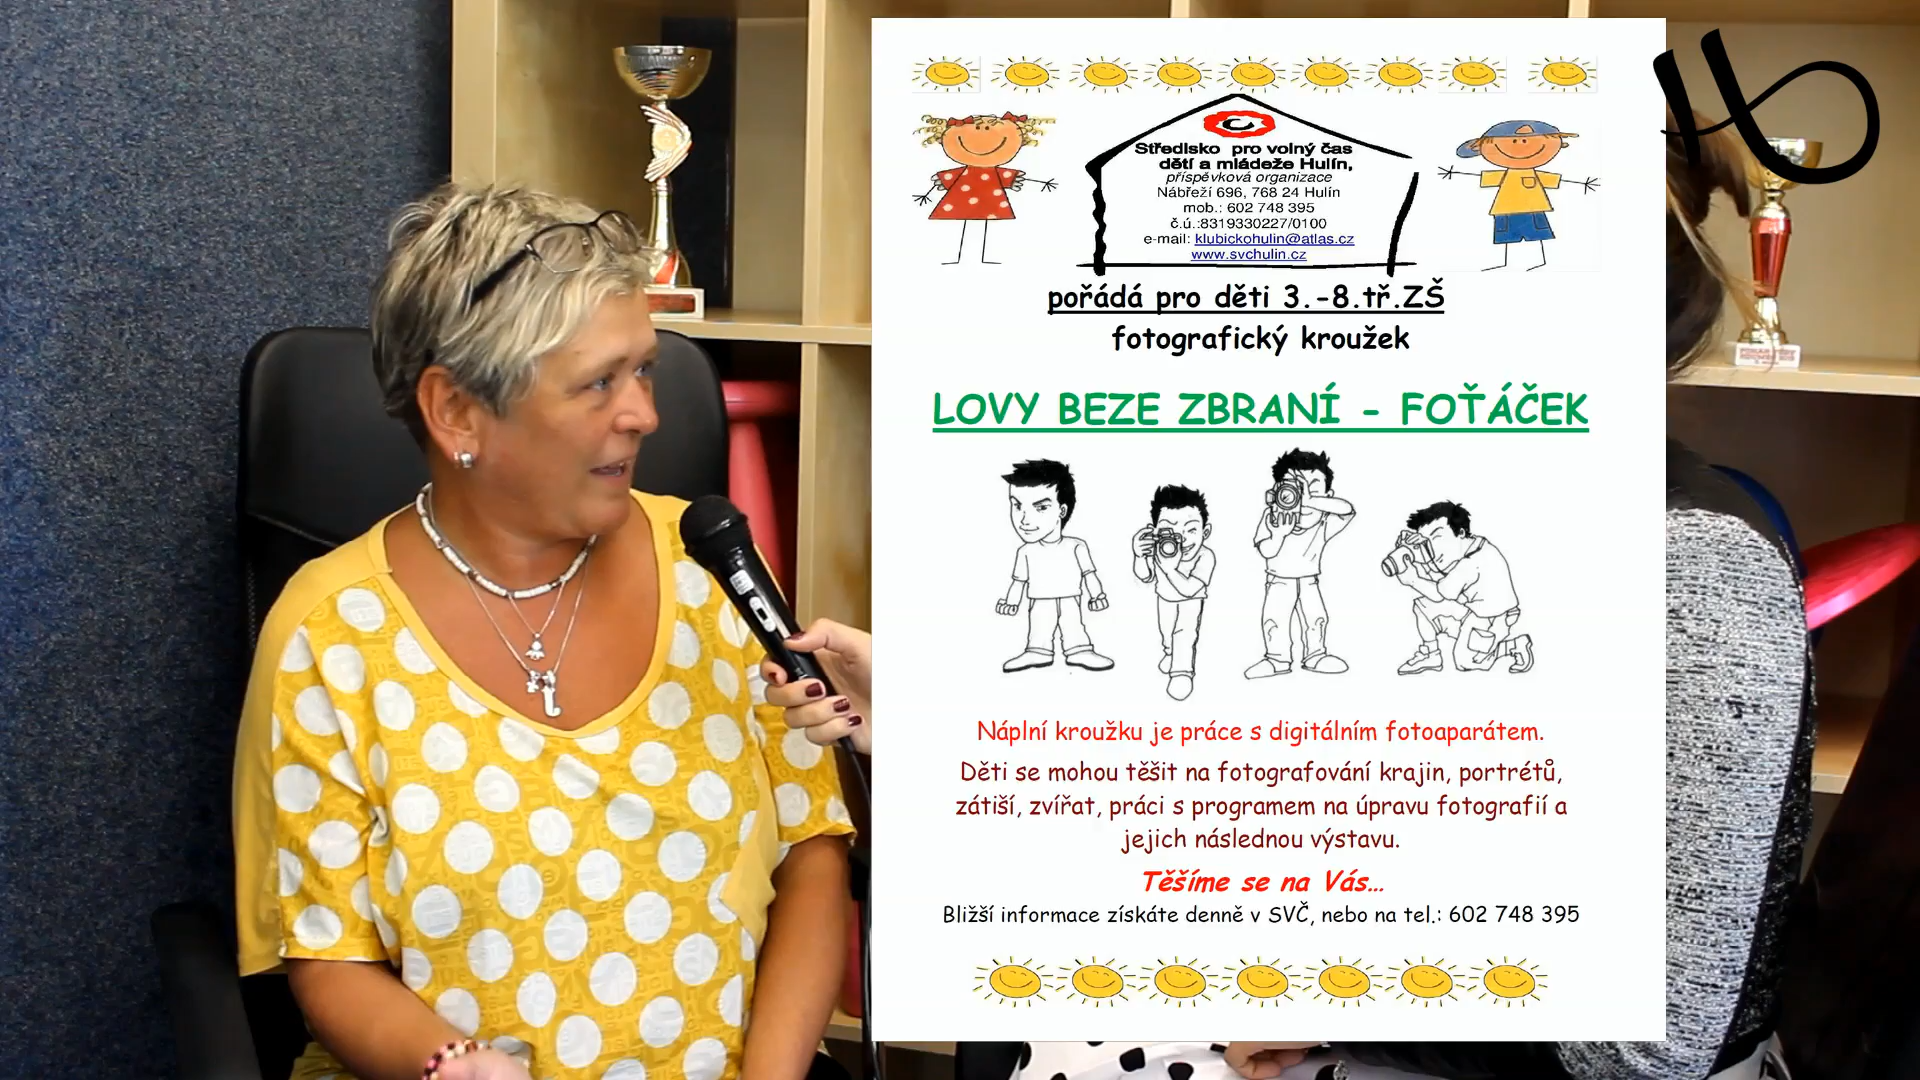 Středisko pro volný čas
dětí a mládeže Hulín,
příspěvková organizace
Nábřeží 696, 768 24 Hulín
mob.: 602 748 395
č.ú.:8319330227/0100
e-mail: klubickohulin@atlas.cz
www.svchulin.cz
pořádá pro děti 3.-8.tř.ZŠ
fotografický kroužek
LOVY BEZE ZBRANÍ - FOŤÁČEK
Náplní kroužku je práce s digitálním fotoaparátem.
Děti se mohou těšit na fotografování krajin, portrétů,
zátiší, zvířat, práci s programem na úpravu fotografií a
jejich následnou výstavu.
Těšíme se na Vás...
Bližší informace získáte denně v SVČ, nebo na tel.: 602 748 395